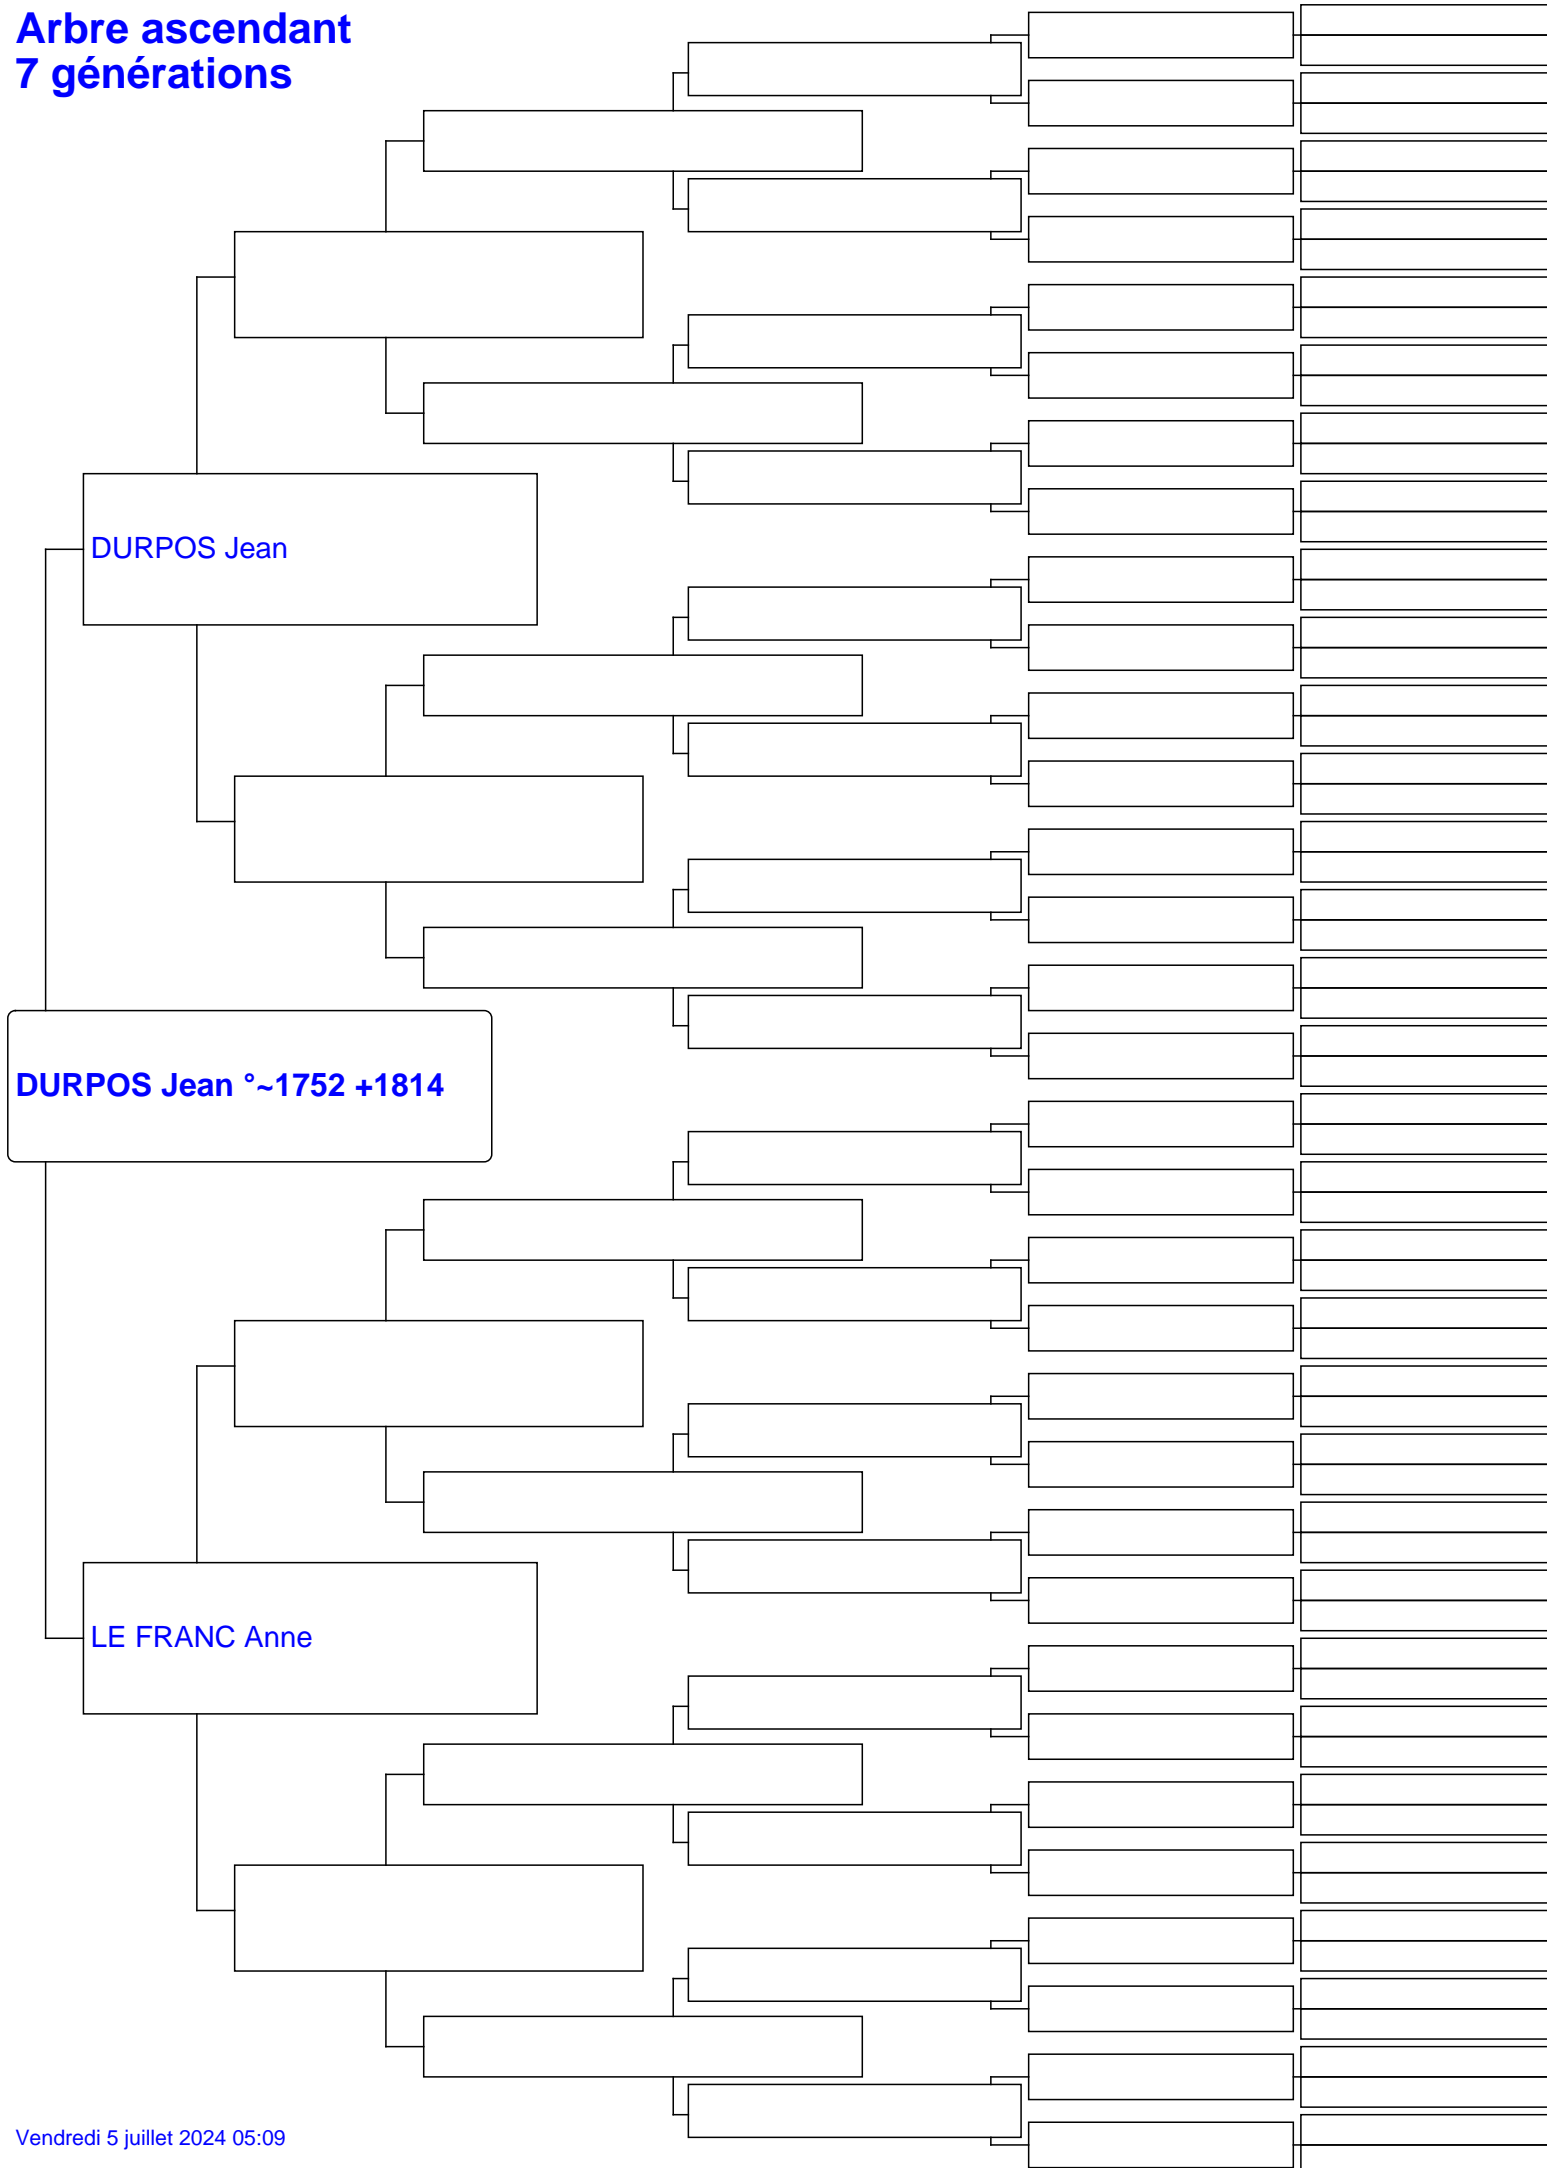 Arbre ascendant
7 générations
DURPOS Jean
DURPOS Jean °~1752 +1814
LE FRANC Anne
Vendredi 5 juillet 2024 05:09